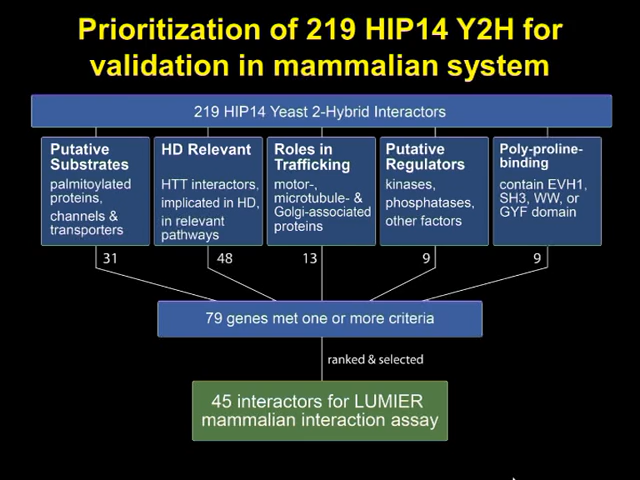 Prioritization of 219 HIP14 Y2H for
validation in mammalian system
219 HIP14 Yeast 2-Hybrid Interactors
Putative
Substrates
palmitoylated
proteins,
channels &
transporters
HD Relevant
HTT interactors,
implicated in HD,
in relevant
pathways
Roles in
Trafficking
motor-,
microtubule- &
Golgi-associated
proteins
Putative
Regulators
kinases,
phosphatases,
other factors
Poly-proline-
binding
contain EVH1,
SH3, WW, or
GYF domain
31
48
13
9
9
79 genes met one or more criteria
ranked & selected
45 interactors for LUMIER
mammalian interaction assay